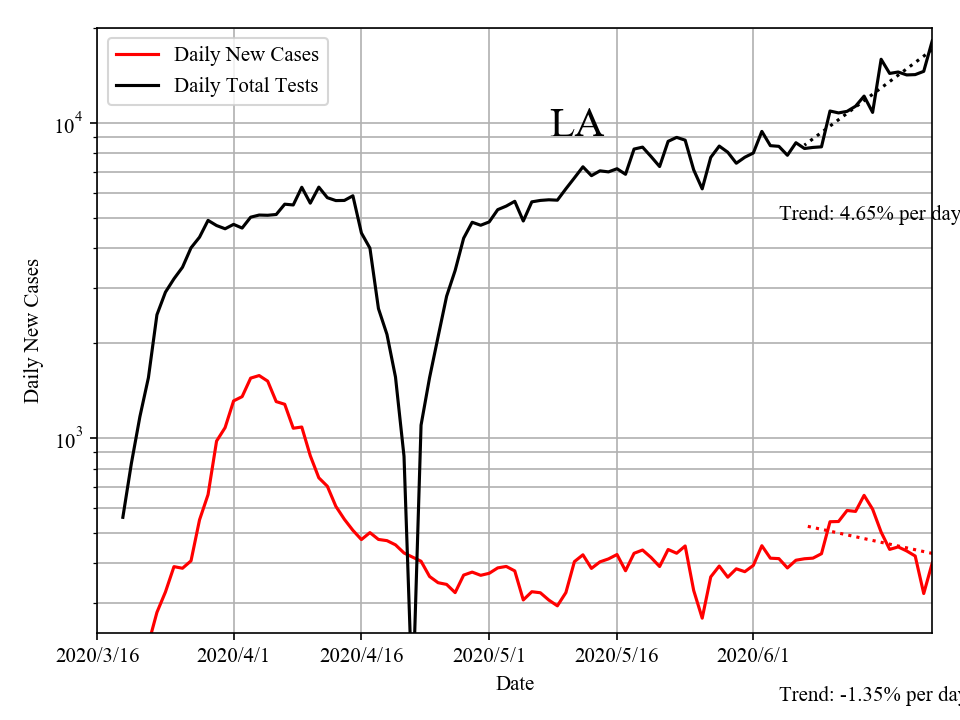 Daily New Cases
Daily Total Tests
LA
10^4
Trend: 4.65% per day
Daily New Cases
10^3
2020/3/16 2020/4/1 2020/4/16 2020/5/1 2020/5/16 2020/6/1
Date
Trend: -1.35% per day